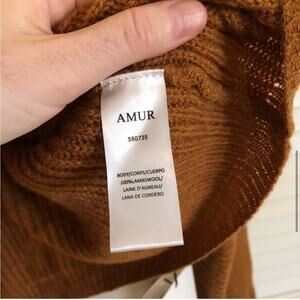 AMUR
S80735
BODY/CORPS/CUERPO
100%LAMBSWOOL/
LAINE D'AGNEAU/
LANA DE CORDERO